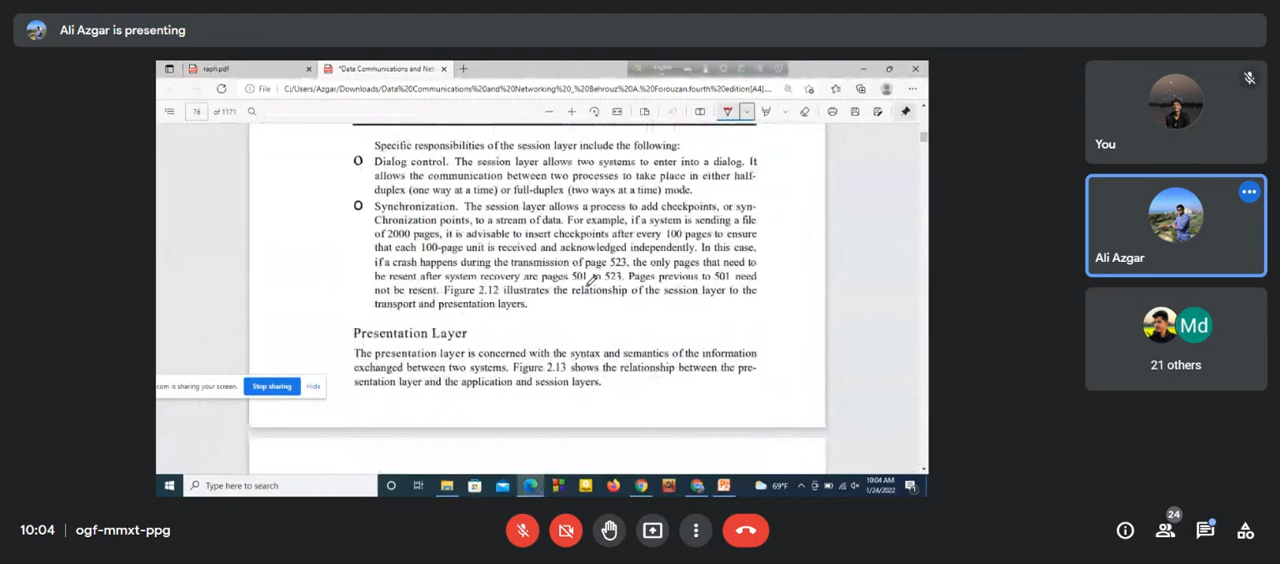 Ali Azgar is presenting
raph.pdf
*Data Communications and Net
File
C:/Users/Azgar/Downloads/Data%20Communications%20and%20Networking%20_%20Behrouz%20A.%20Forouzan.fourth%20edition[A4]...
76 of 1171
Specific responsibilities of the session layer include the following:
O Dialog control. The session layer allows two systems to enter into a dialog. It
allows the communication between two processes to take place in either half-
duplex (one way at a time) or full-duplex (two ways at a time) mode.
O Synchronization. The session layer allows a process to add checkpoints, or syn-
Chronization points, to a stream of data. For example, if a system is sending a file
of 2000 pages, it is advisable to insert checkpoints after every 100 pages to ensure
that each 100-page unit is received and acknowledged independently. In this case,
if a crash happens during the transmission of page 523, the only pages that need to
be resent after system recovery are pages 501 to 523. Pages previous to 501 need
not be resent. Figure 2.12 illustrates the relationship of the session layer to the
transport and presentation layers.
Presentation Layer
The presentation layer is concerned with the syntax and semantics of the information
exchanged between two systems. Figure 2.13 shows the relationship between the pre-
sentation layer and the application and session layers.
com is sharing your screen.
Stop sharing
Hide
Type here to search
69°F
10:04 AM
1/24/2022
You
Ali Azgar
Md
21 others
10:04 | ogf-mmxt-ppg
24